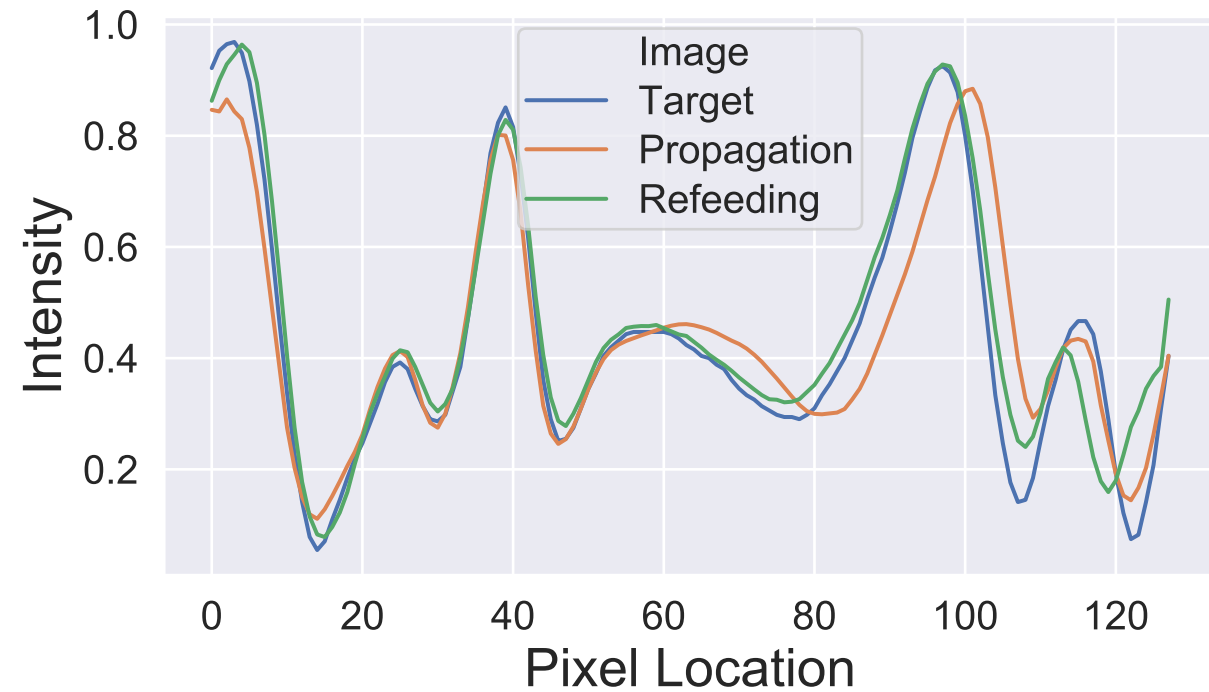 1.0
0.8
0.6
0.4
0.2
Intensity
Image
Target
Propagation
Refeeding
0 20 40 60 80 100 120
Pixel Location